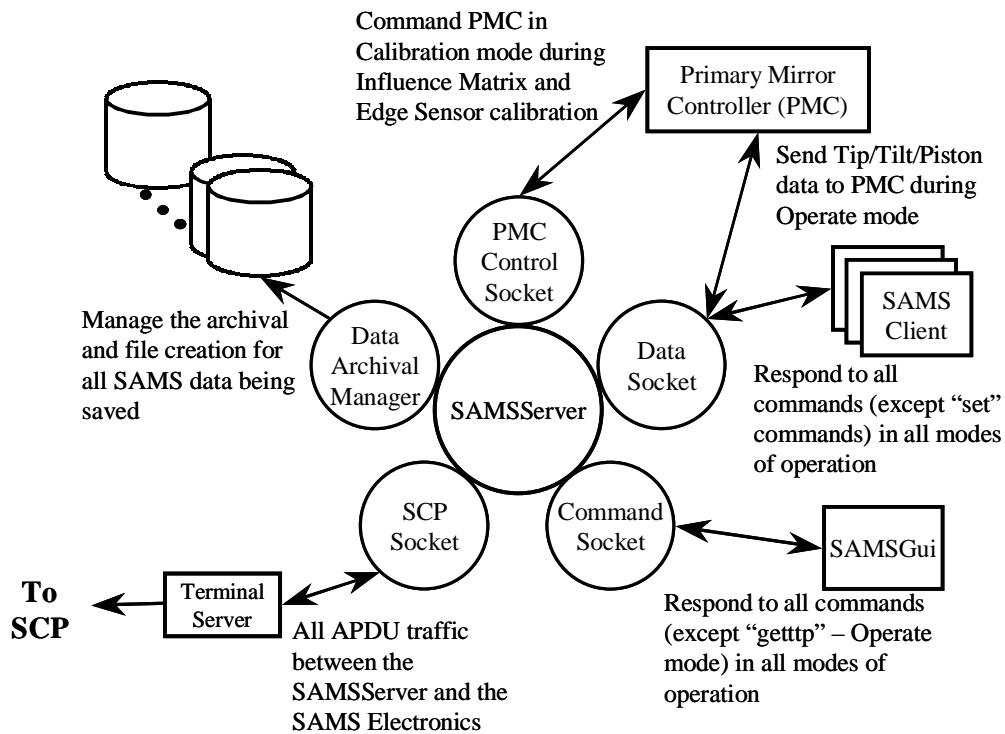 Command PMC in
Calibration mode during
Influence Matrix and
Edge Sensor calibration
Primary Mirror
Controller (PMC)
Send Tip/Tilt/Piston
data to PMC during
Operate mode
PMC
Control
Socket
SAMS
Client
Manage the archival
and file creation for
all SAMS data being
saved
Data
Archival
Manager
SAMSServer
Data
Socket
Respond to all
commands (except “set”
commands) in all modes
of operation
SCP
Socket
Command
Socket
SAMSGui
To
SCP
Terminal
Server
All APDU traffic
between the
SAMSServer and the
SAMS Electronics
Respond to all commands
(except “getttp” – Operate
mode) in all modes of
operation